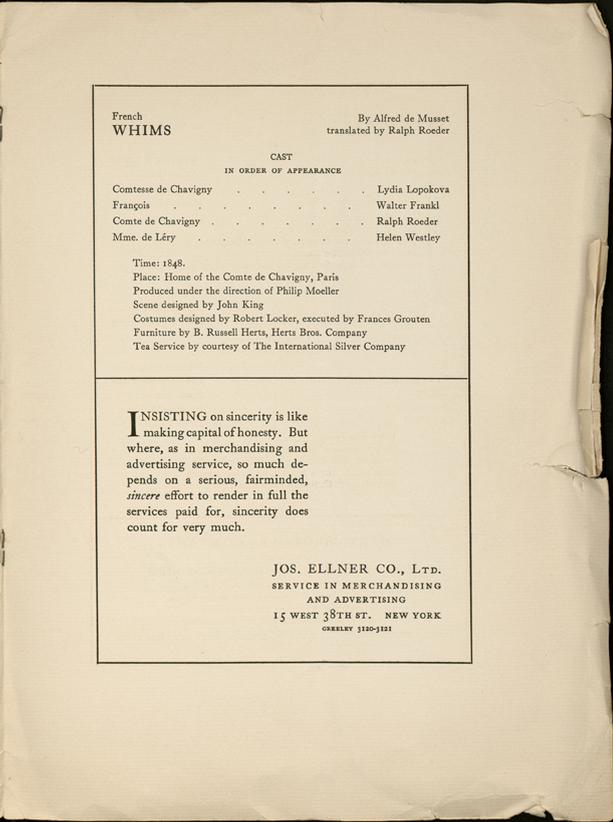 French
WHIMS
By Alfred de Musset
translated by Ralph Roeder
CAST
IN ORDER OF APPEARANCE
Comtesse de Chavigny . . . . . Lydia Lopokova
François . . . . . . . Walter Frankl
Comte de Chavigny . . . . . . Ralph Roeder
Mme. de Léry . . . . . . Helen Westley
Time: 1848.
Place: Home of the Comte de Chavigny, Paris
Produced under the direction of Philip Moeller
Scene designed by John King
Costumes designed by Robert Locker, executed by Frances Grouten
Furniture by B. Russell Herts, Herts Bros. Company
Tea Service by courtesy of The International Silver Company
INSISTING on sincerity is like
making capital of honesty. But
where, as in merchandising and
advertising service, so much de-
pends on a serious, fairminded,
sincere effort to render in full the
services paid for, sincerity does
count for very much.
JOS. ELLNER CO., LTD.
SERVICE IN MERCHANDISING
AND ADVERTISING
15 WEST 38TH ST. NEW YORK
GREELEY 3120-3121